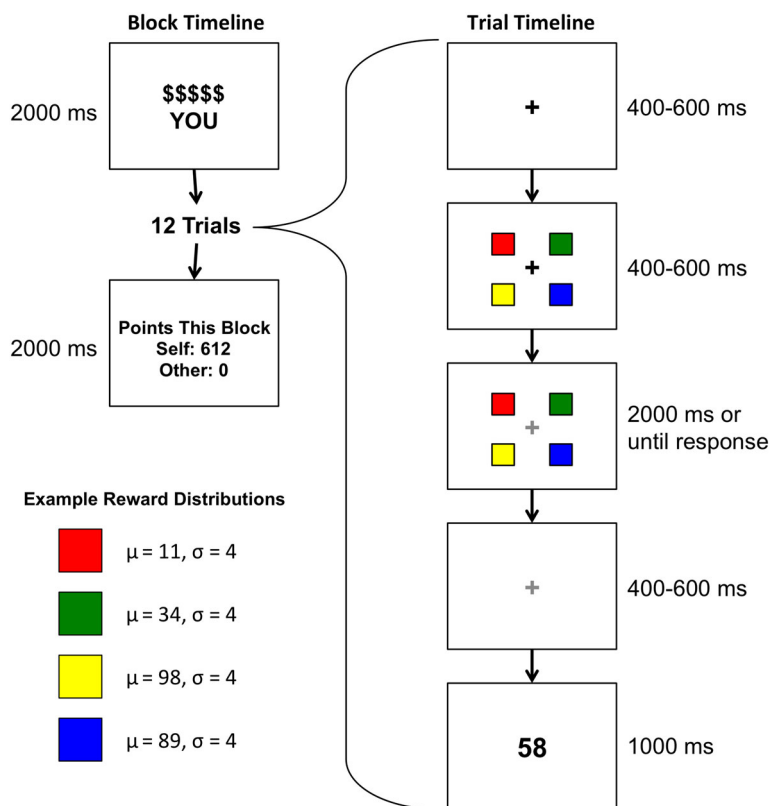 Block Timeline
2000 ms
$$$$$
YOU
12 Trials
2000 ms
Points This Block
Self: 612
Other: 0
Example Reward Distributions
μ = 11, σ = 4
μ = 34, σ = 4
μ = 98, σ = 4
μ = 89, σ = 4
Trial Timeline
+
400-600 ms
+
400-600 ms
+
2000 ms or
until response
+
400-600 ms
58
1000 ms